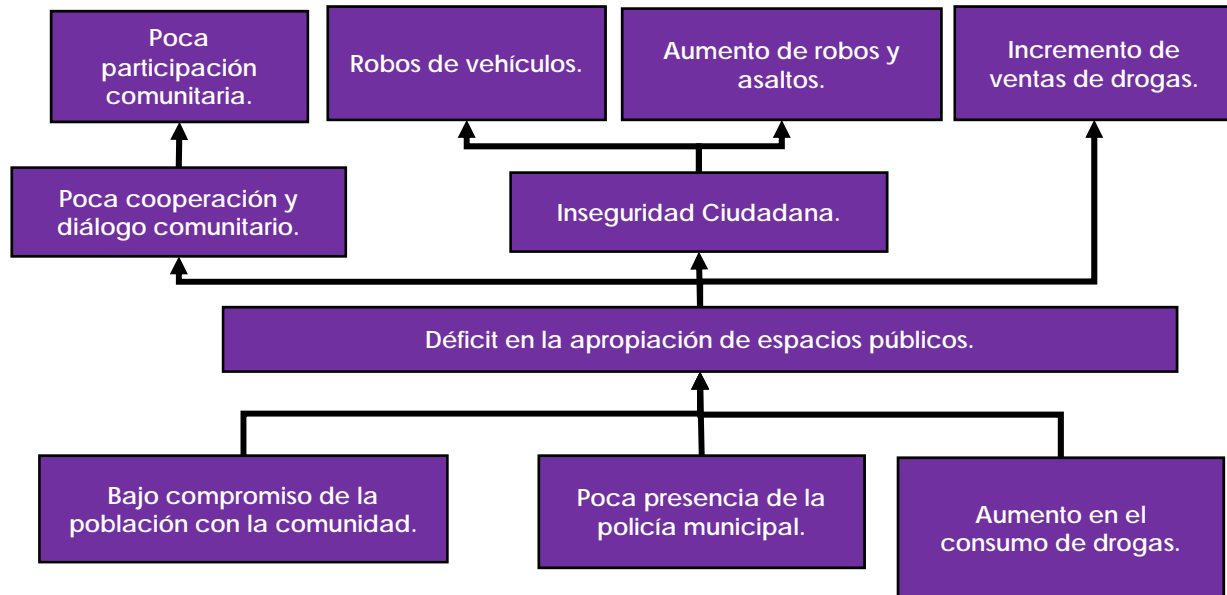 Poca
participación
comunitaria.
Robos de vehículos.
Aumento de robos y
asaltos.
Incremento de
ventas de drogas.
Poca cooperación y
diálogo comunitario.
Inseguridad Ciudadana.
Déficit en la apropiación de espacios públicos.
Bajo compromiso de la
población con la comunidad.
Poca presencia de la
policía municipal.
Aumento en el
consumo de drogas.